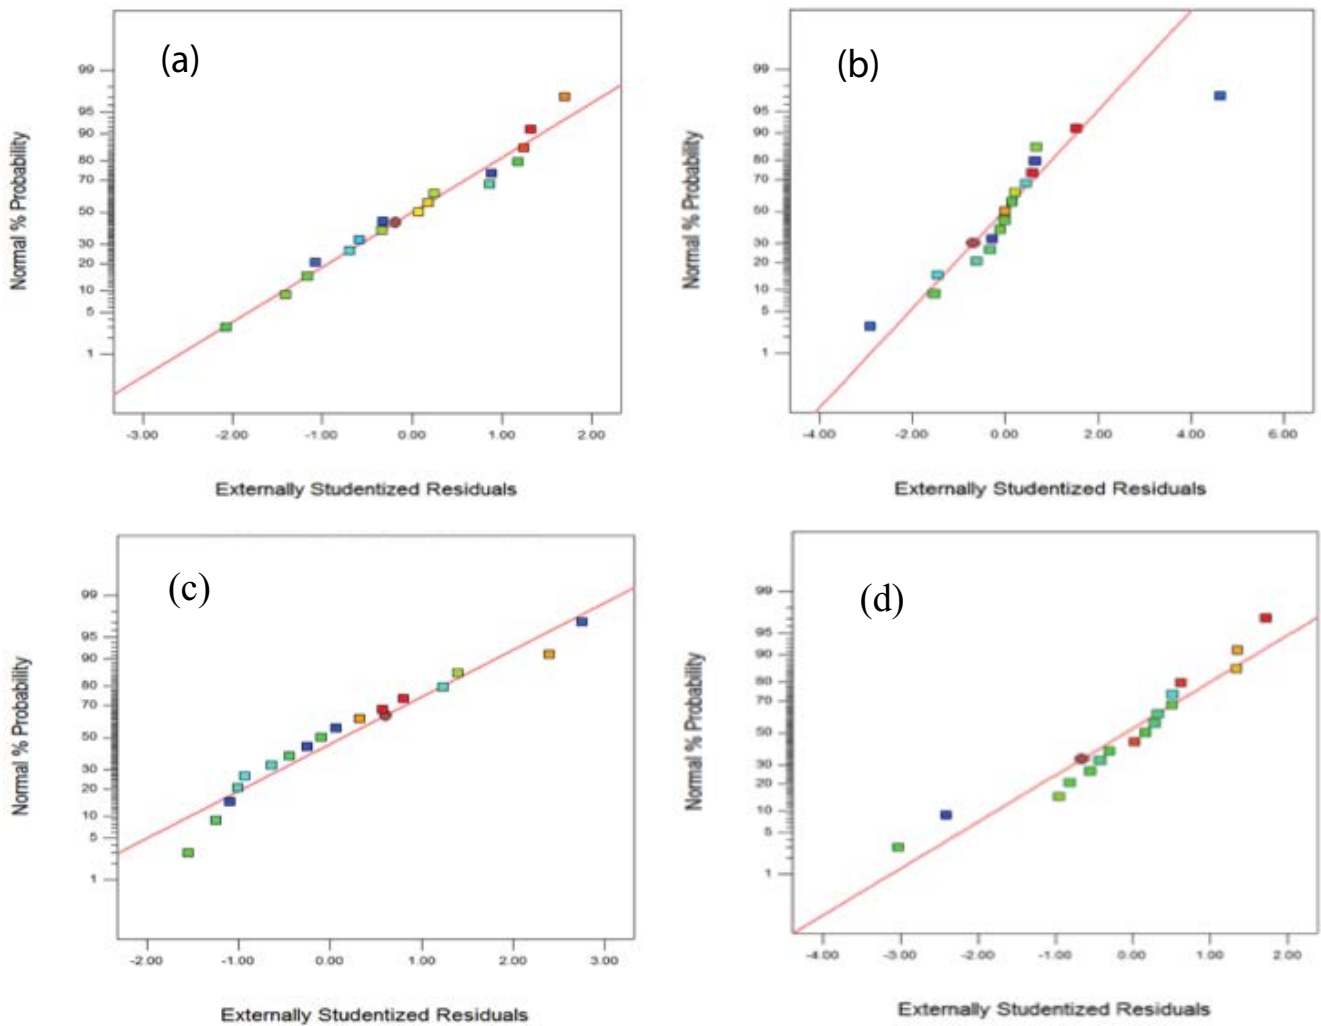 (a)
Normal % Probability
99
95
90
80
70
50
30
20
10
5
1
-3.00 -2.00 -1.00 0.00 1.00 2.00
Externally Studentized Residuals
(b)
Normal % Probability
99
95
90
80
70
50
30
20
10
5
1
-4.00 -2.00 0.00 2.00 4.00 6.00
Externally Studentized Residuals
(c)
Normal % Probability
99
95
90
80
70
50
30
20
10
5
1
-2.00 -1.00 0.00 1.00 2.00 3.00
Externally Studentized Residuals
(d)
Normal % Probability
99
95
90
80
70
50
30
20
10
5
1
-4.00 -3.00 -2.00 -1.00 0.00 1.00 2.00
Externally Studentized Residuals